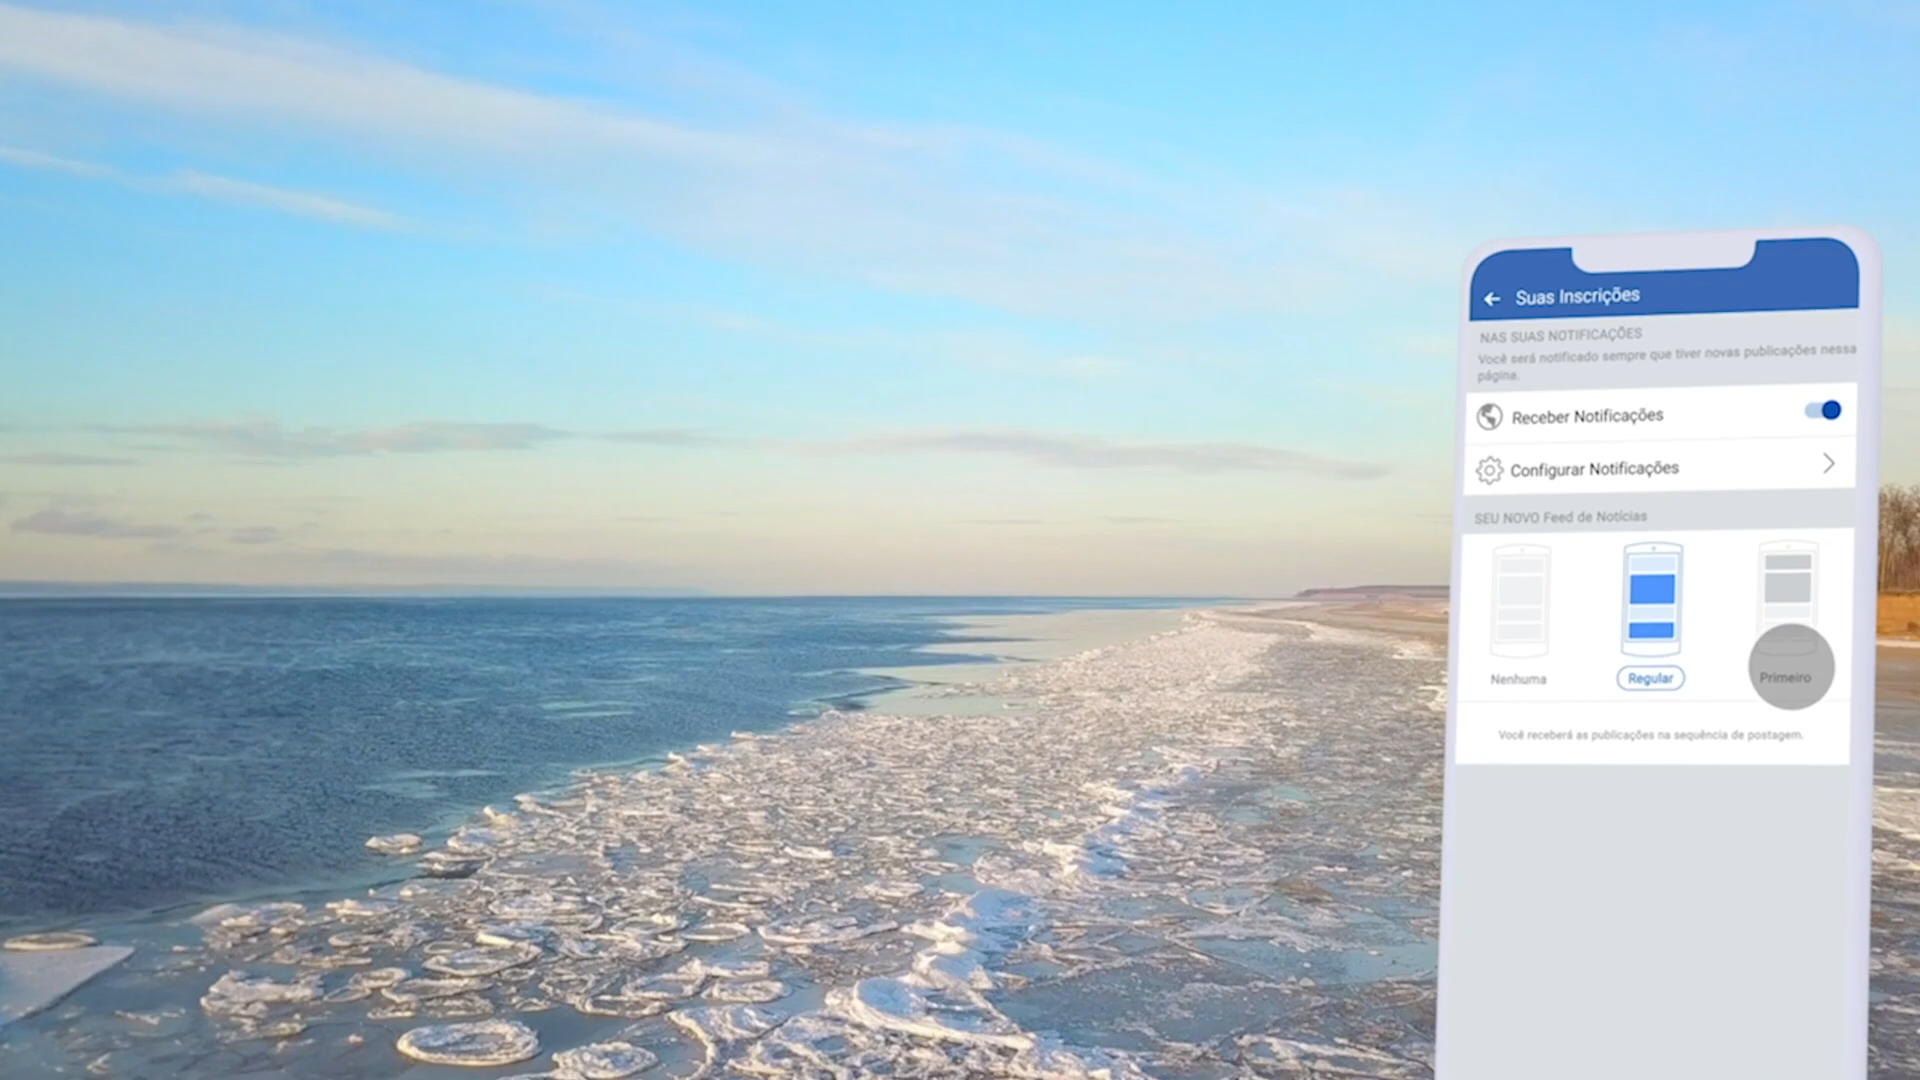 Suas Inscrições
NAS SUAS NOTIFICAÇÕES
Você será notificado sempre que tiver novas publicações nessa
página.
Receber Notificações
Configurar Notificações
SEU NOVO Feed de Notícias
Nenhuma
Regular
Primeiro
Você receberá as publicações na sequência de postagem.